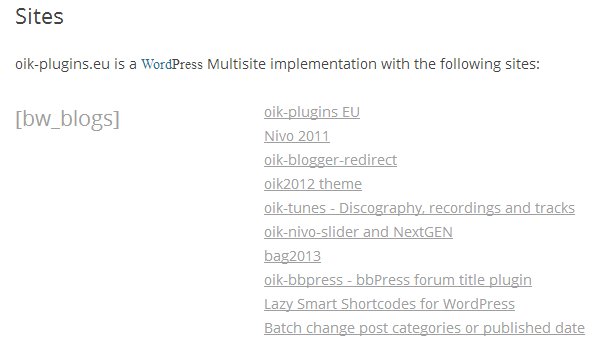 Sites
oik-plugins.eu is a WordPress Multisite implementation with the following sites:
[bw_blogs]
oik-plugins EU
Nivo 2011
oik-blogger-redirect
oik2012 theme
oik-tunes - Discography, recordings and tracks
oik-nivo-slider and NextGEN
bag2013
oik-bbpress - bbPress forum title plugin
Lazy Smart Shortcodes for WordPress
Batch change post categories or published date